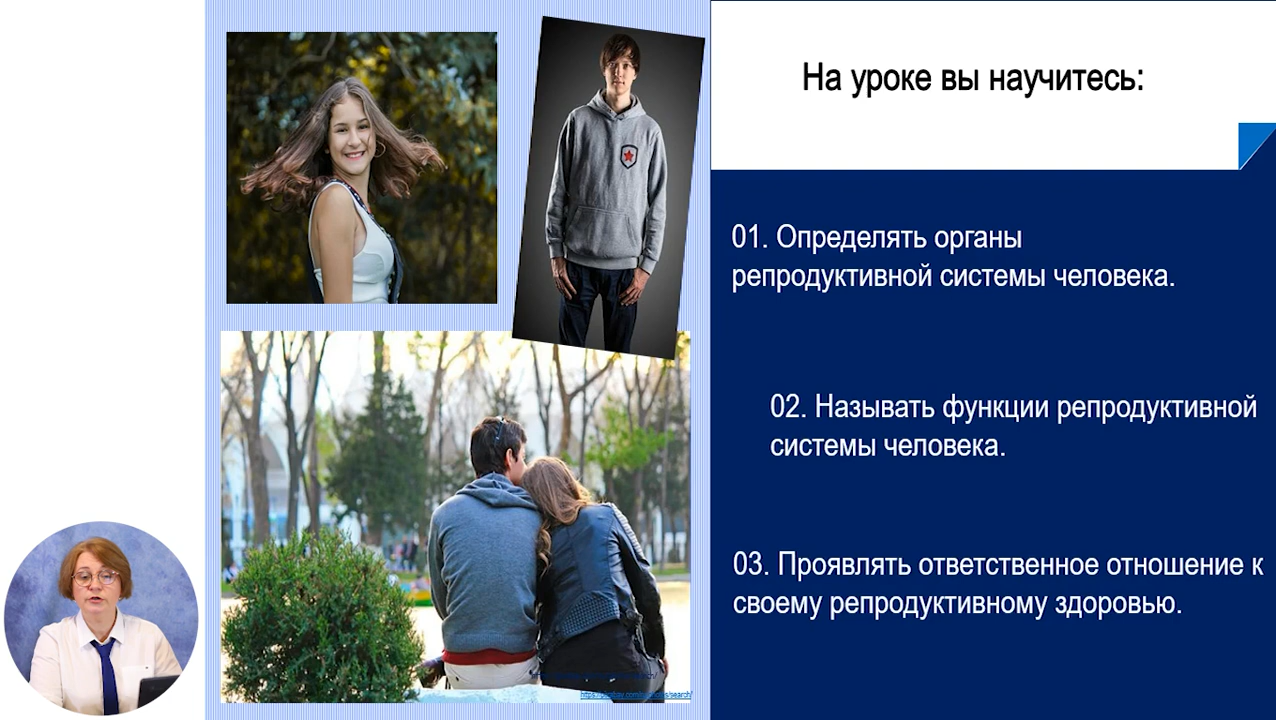 На уроке вы научитесь:
01. Определять органы
репродуктивной системы человека.
02. Называть функции репродуктивной
системы человека.
03. Проявлять ответственное отношение к
своему репродуктивному здоровью.